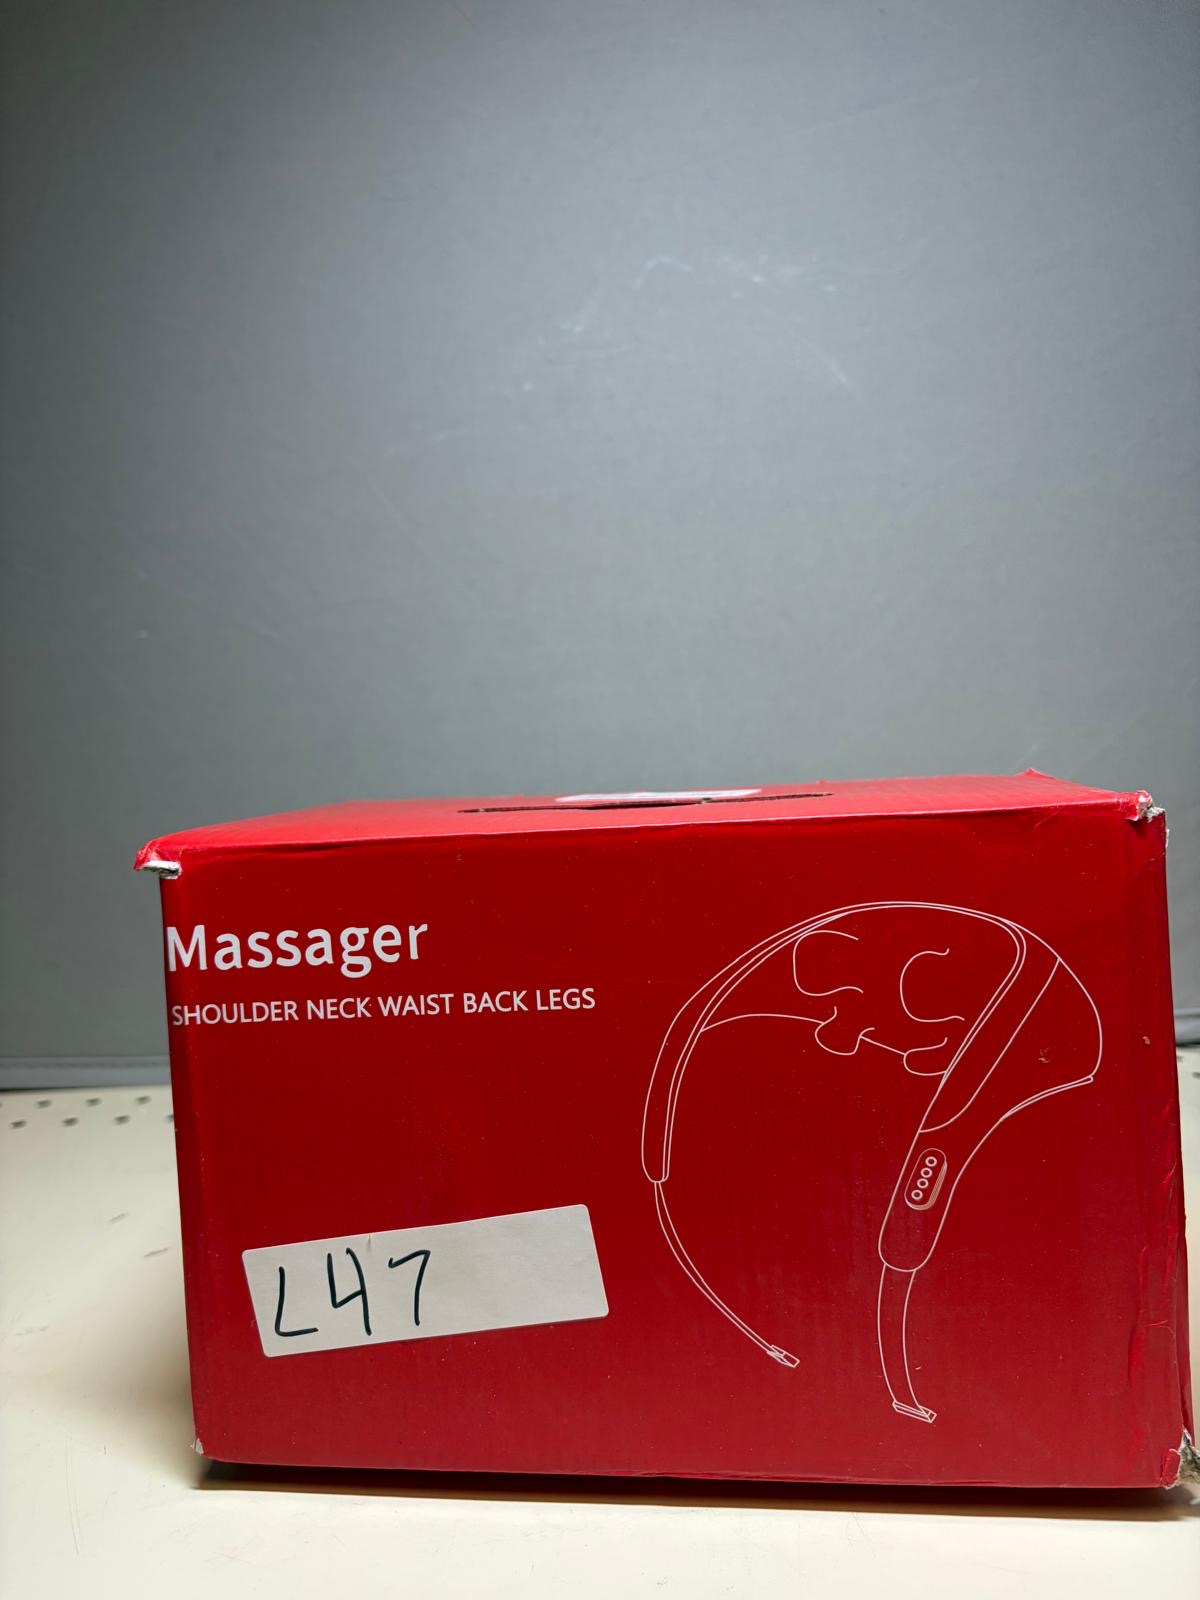 Massager
SHOULDER NECK WAIST BACK LEGS
L47